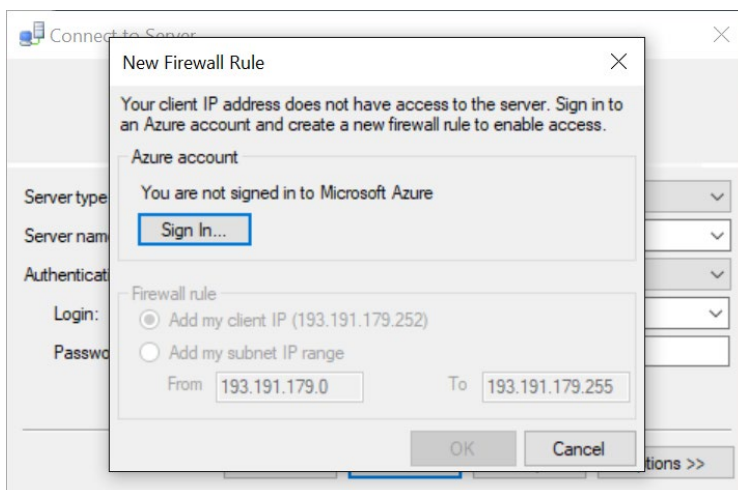 Connect to Server
New Firewall Rule
Your client IP address does not have access to the server. Sign in to
an Azure account and create a new firewall rule to enable access.
Azure account
You are not signed in to Microsoft Azure
Sign In...
Server type
Server nam
Authenticati
Login:
Passwo
Firewall rule
Add my client IP (193.191.179.252)
Add my subnet IP range
From 193.191.179.0 To 193.191.179.255
OK Cancel
tions >>